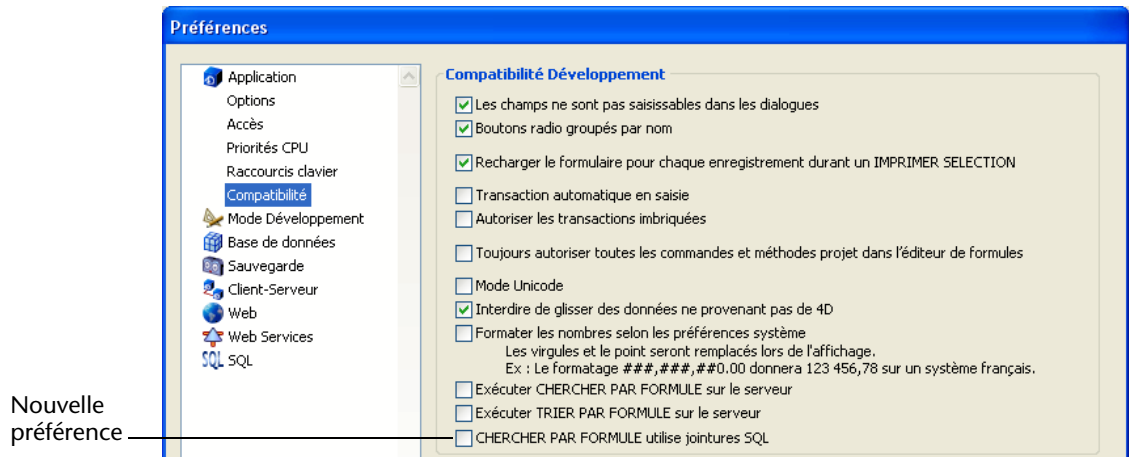 Préférences
Application
Options
Accès
Priorités CPU
Raccourcis clavier
Compatibilité
Mode Développement
Base de données
Sauvegarde
Client-Serveur
Web
Web Services
SQL SQL
Compatibilité Développement
Les champs ne sont pas saisissables dans les dialogues
Boutons radio groupés par nom
Recharger le formulaire pour chaque enregistrement durant un IMPRIMER SELECTION
Transaction automatique en saisie
Autoriser les transactions imbriquées
Toujours autoriser toutes les commandes et méthodes projet dans l'éditeur de formules
Mode Unicode
Interdire de glisser des données ne provenant pas de 4D
Formater les nombres selon les préférences système
Les virgules et le point seront remplacés lors de l'affichage.
Ex : Le formatage ###,###,##0.00 donnera 123 456,78 sur un système français.
Exécuter CHERCHER PAR FORMULE sur le serveur
Exécuter TRIER PAR FORMULE sur le serveur
CHERCHER PAR FORMULE utilise jointures SQL
Nouvelle
préférence